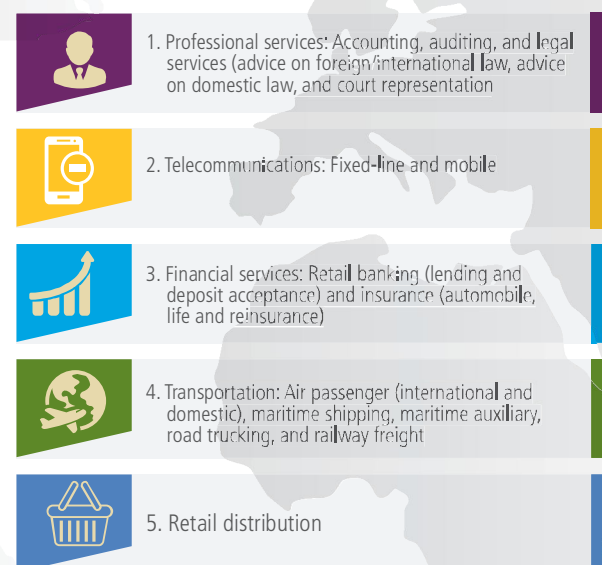 1. Professional services: Accounting, auditing, and legal
services (advice on foreign/international law, advice
on domestic law, and court representation
2. Telecommunications: Fixed-line and mobile
3. Financial services: Retail banking (lending and
deposit acceptance) and insurance (automobile,
life and reinsurance)
4. Transportation: Air passenger (international and
domestic), maritime shipping, maritime auxiliary,
road trucking, and railway freight
5. Retail distribution